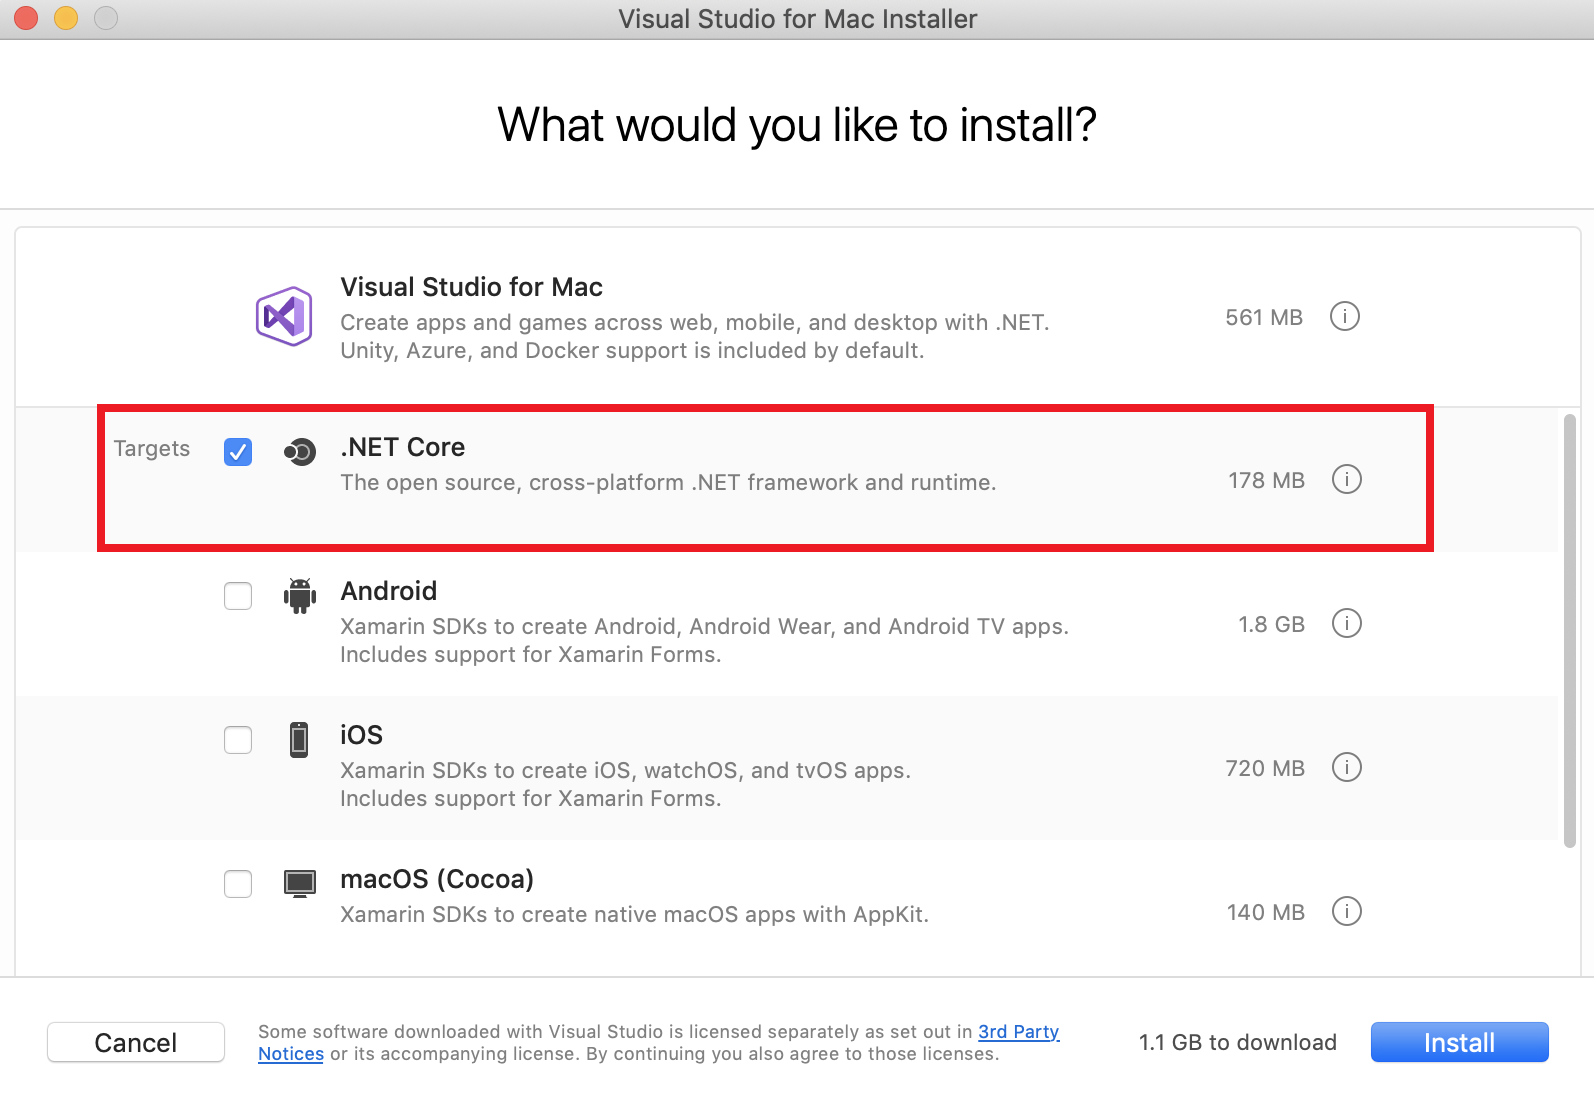 Visual Studio for Mac Installer
What would you like to install?
Visual Studio for Mac
Create apps and games across web, mobile, and desktop with .NET.
Unity, Azure, and Docker support is included by default.
561 MB
Targets
.NET Core
The open source, cross-platform .NET framework and runtime.
178 MB
Android
Xamarin SDKs to create Android, Android Wear, and Android TV apps.
Includes support for Xamarin Forms.
1.8 GB
iOS
Xamarin SDKs to create iOS, watchOS, and tvOS apps.
Includes support for Xamarin Forms.
720 MB
macOS (Cocoa)
Xamarin SDKs to create native macOS apps with AppKit.
140 MB
Cancel
Some software downloaded with Visual Studio is licensed separately as set out in 3rd Party
Notices or its accompanying license. By continuing you also agree to those licenses.
1.1 GB to download
Install